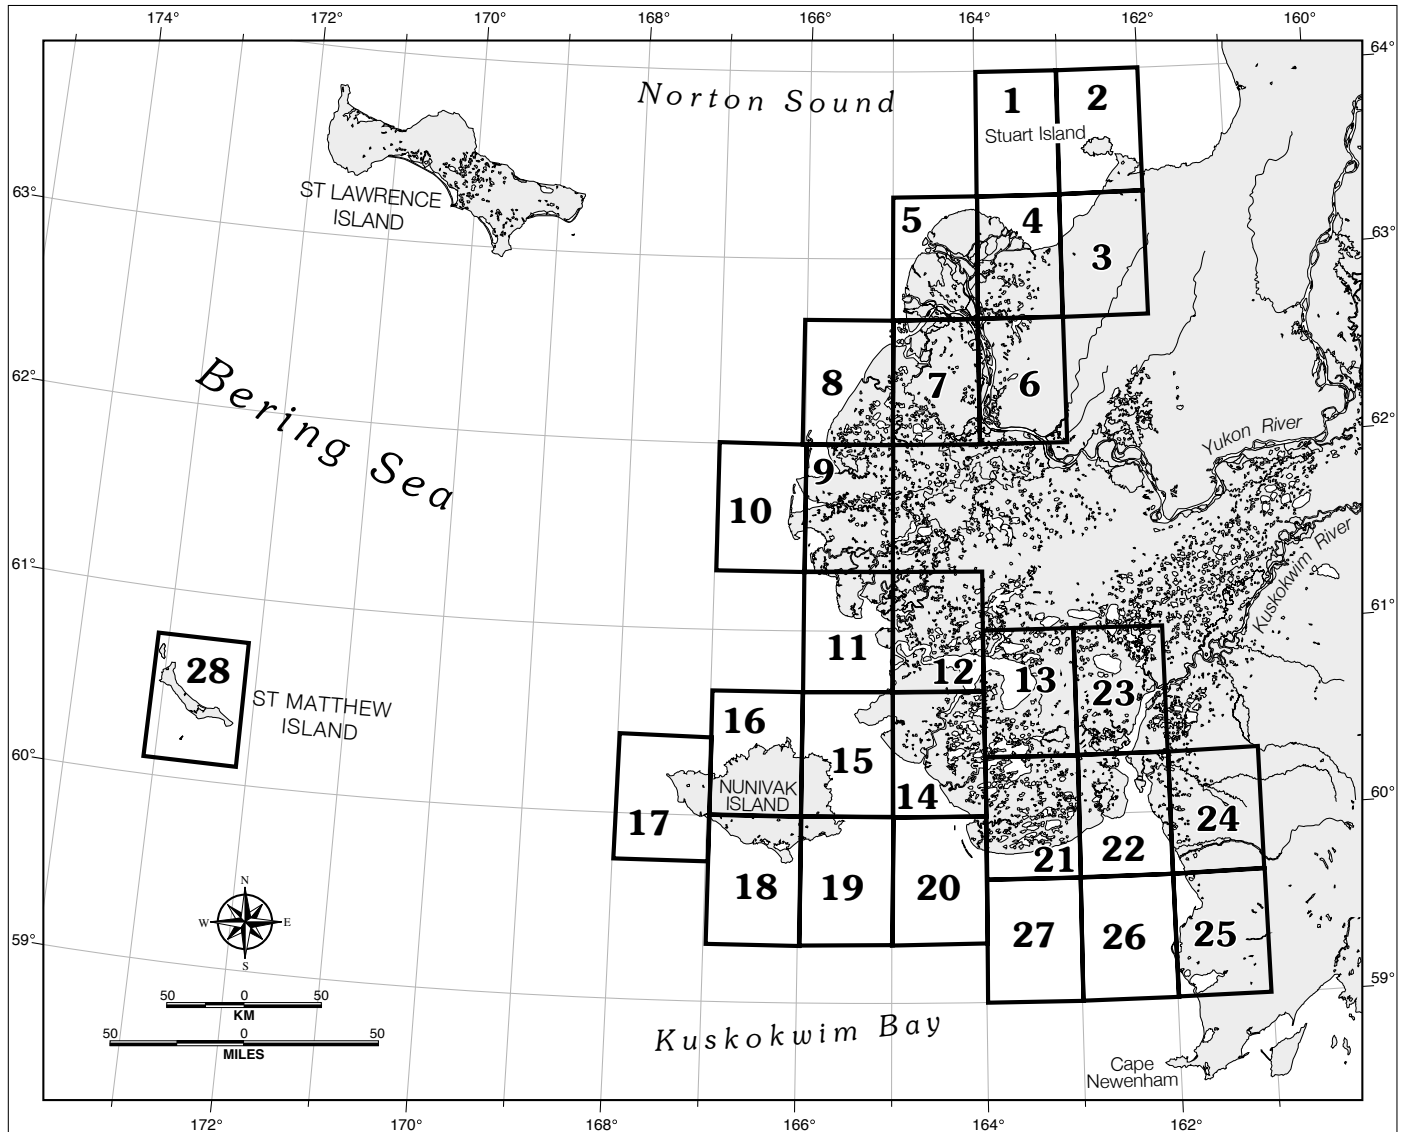 174° 172° 170° 168° 166° 164° 162° 160°
64°
Norton Sound
1 2
Stuart Island
63°
ST LAWRENCE
ISLAND
5 4
63°
3
62°
Bering Sea
8 7 6
62°
Yukon River
9
10
61°
Kuskokwim River
61°
11
28
12 13 23
ST MATTHEW
ISLAND
16
15
60°
NUNIVAK
ISLAND
14
60°
17
24
22
21
18 19 20
N
W E
S
27 26 25
59°
59°
50 0 50
KM
50 0 50
MILES
Kuskokwim Bay
Cape
Newenham
172° 170° 168° 166° 164° 162°